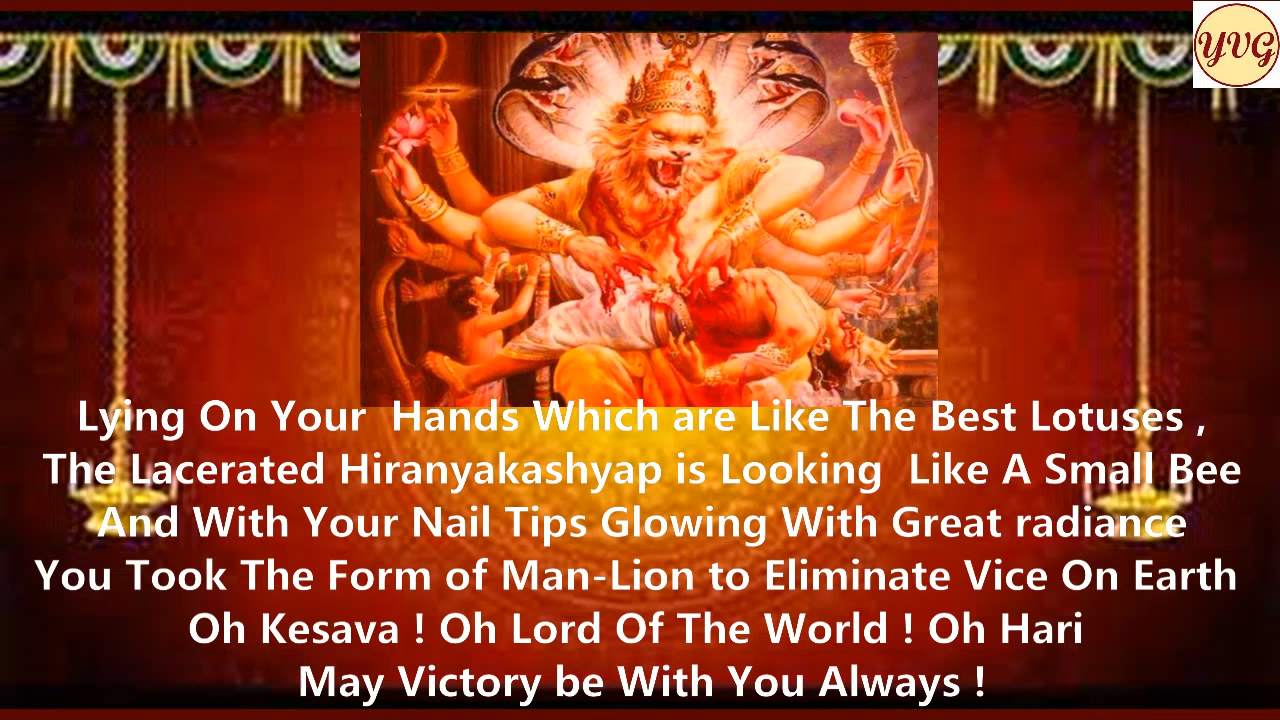 YVG
Lying On Your Hands Which are Like The Best Lotuses ,
The Lacerated Hiranyakashyap is Looking Like A Small Bee
And With Your Nail Tips Glowing With Great radiance
You Took The Form of Man-Lion to Eliminate Vice On Earth
Oh Kesava ! Oh Lord Of The World ! Oh Hari
May Victory be With You Always !